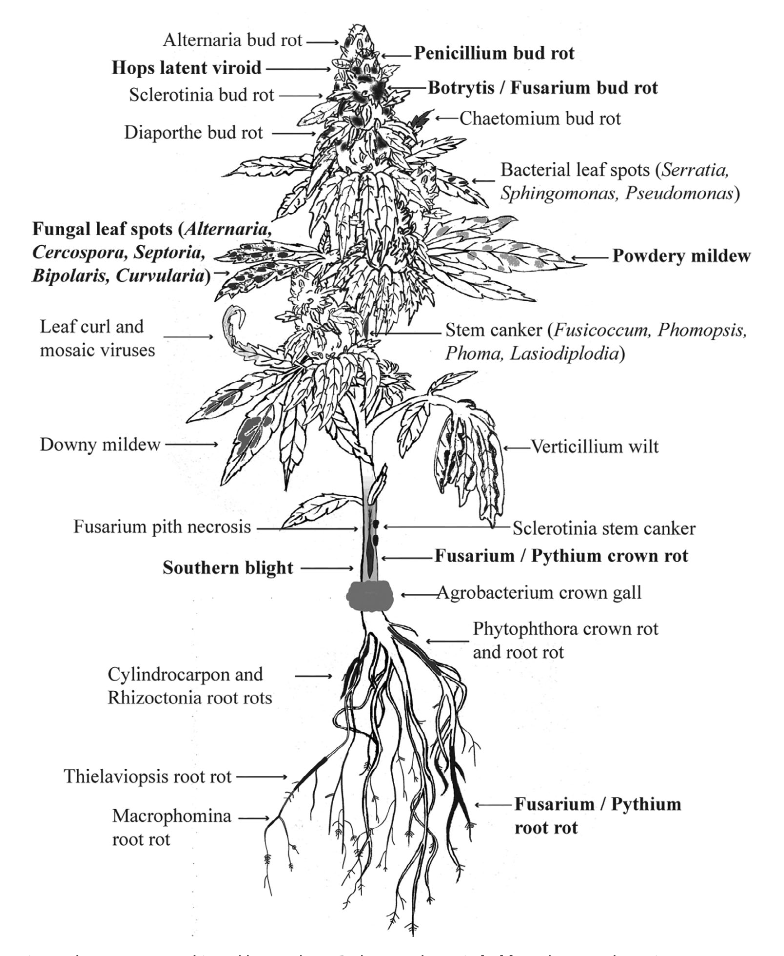 Alternaria bud rot
Penicillium bud rot
Hops latent viroid
Botrytis / Fusarium bud rot
Sclerotinia bud rot
Chaetomium bud rot
Diaporthe bud rot
Bacterial leaf spots (Serratia,
Sphingomonas, Pseudomonas)
Fungal leaf spots (Alternaria,
Cercospora, Septoria,
Bipolaris, Curvularia)
Powdery mildew
Leaf curl and
mosaic viruses
Stem canker (Fusicoccum, Phomopsis,
Phoma, Lasiodiplodia)
Downy mildew
Verticillium wilt
Fusarium pith necrosis
Sclerotinia stem canker
Southern blight
Fusarium / Pythium crown rot
Agrobacterium crown gall
Phytophthora crown rot
and root rot
Cylindrocarpon and
Rhizoctonia root rots
Thielaviopsis root rot
Macrophomina
root rot
Fusarium / Pythium
root rot